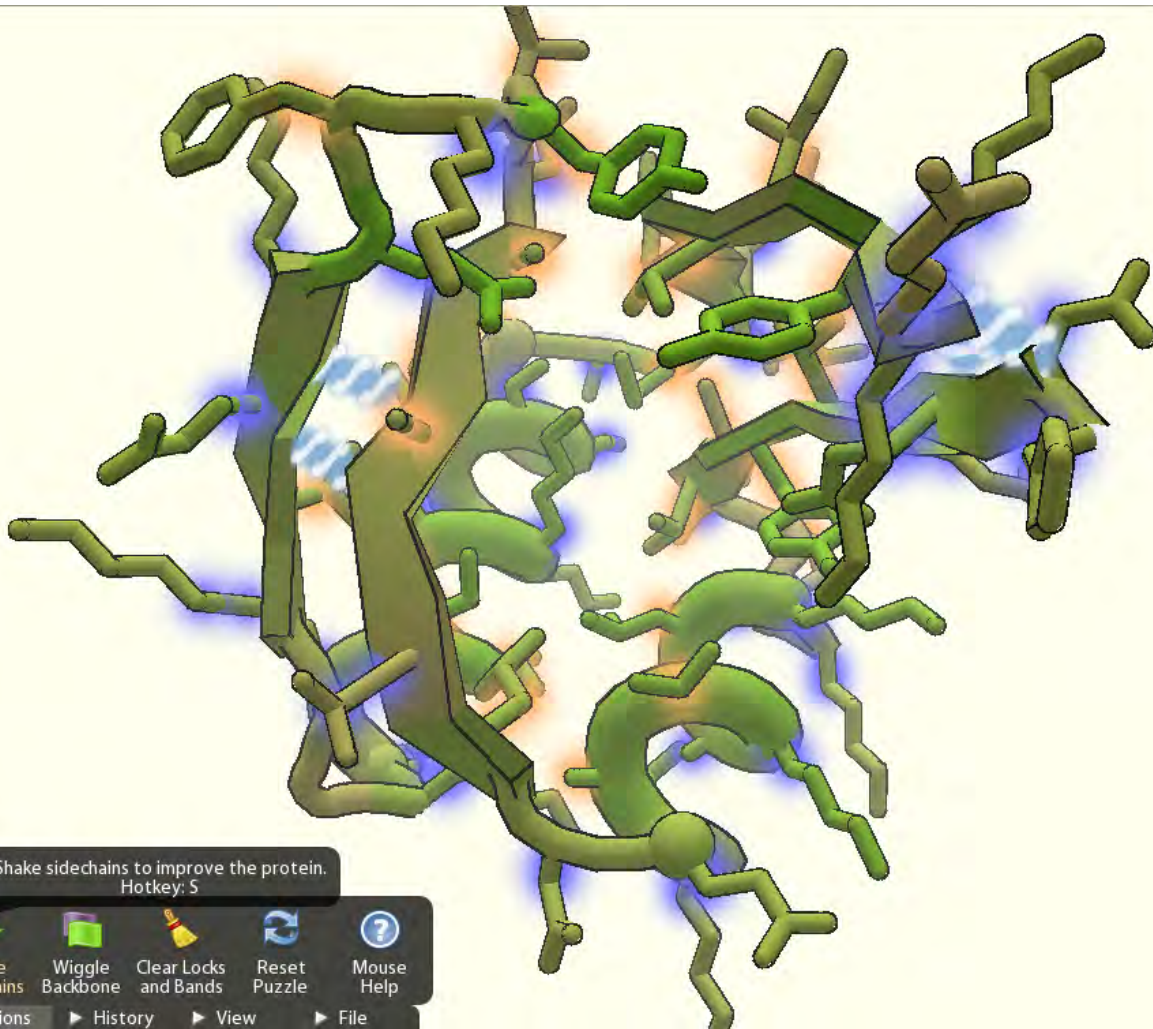 Shake sidechains to improve the protein.
Hotkey: S
Wiggle Backbone
Clear Locks and Bands
Reset Puzzle
Mouse Help
▶ History ▶ View ▶ File